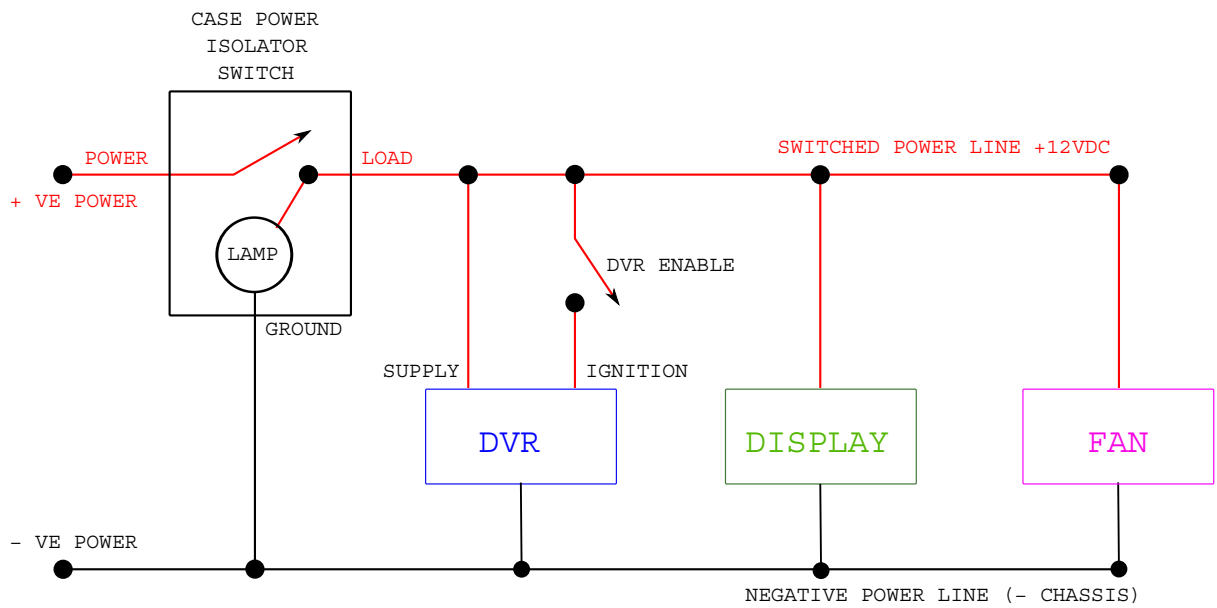 CASE POWER
ISOLATOR
SWITCH
POWER
LOAD
SWITCHED POWER LINE +12VDC
+ VE POWER
LAMP
DVR ENABLE
GROUND
SUPPLY
IGNITION
DVR
DISPLAY
FAN
- VE POWER
NEGATIVE POWER LINE (- CHASSIS)